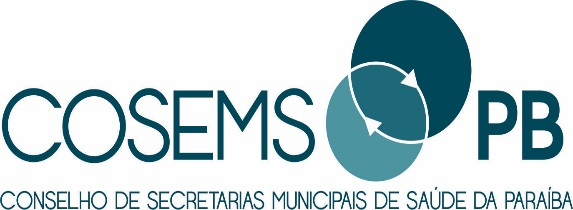 COSEMS PB
CONSELHO DE SECRETARIAS MUNICIPAIS DE SAÚDE DA PARAÍBA